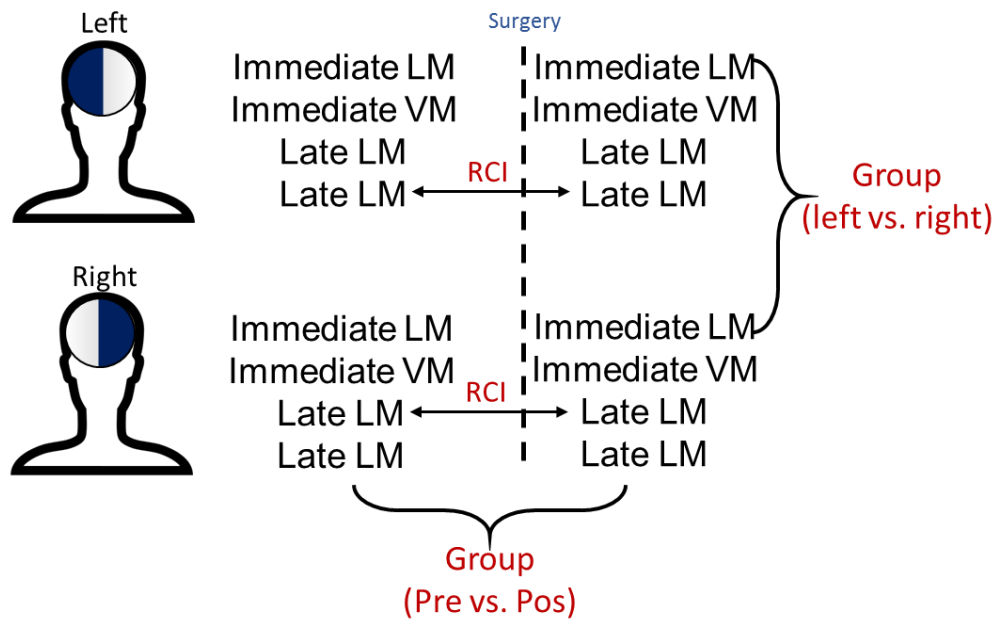 Left
Surgery
Immediate LM Immediate LM
Immediate VM Immediate VM
Late LM Late LM
RCI
Late LM Late LM
Group
(left vs. right)
Right
Immediate LM Immediate LM
Immediate VM Immediate VM
RCI
Late LM Late LM
Late LM Late LM
Group
(Pre vs. Pos)